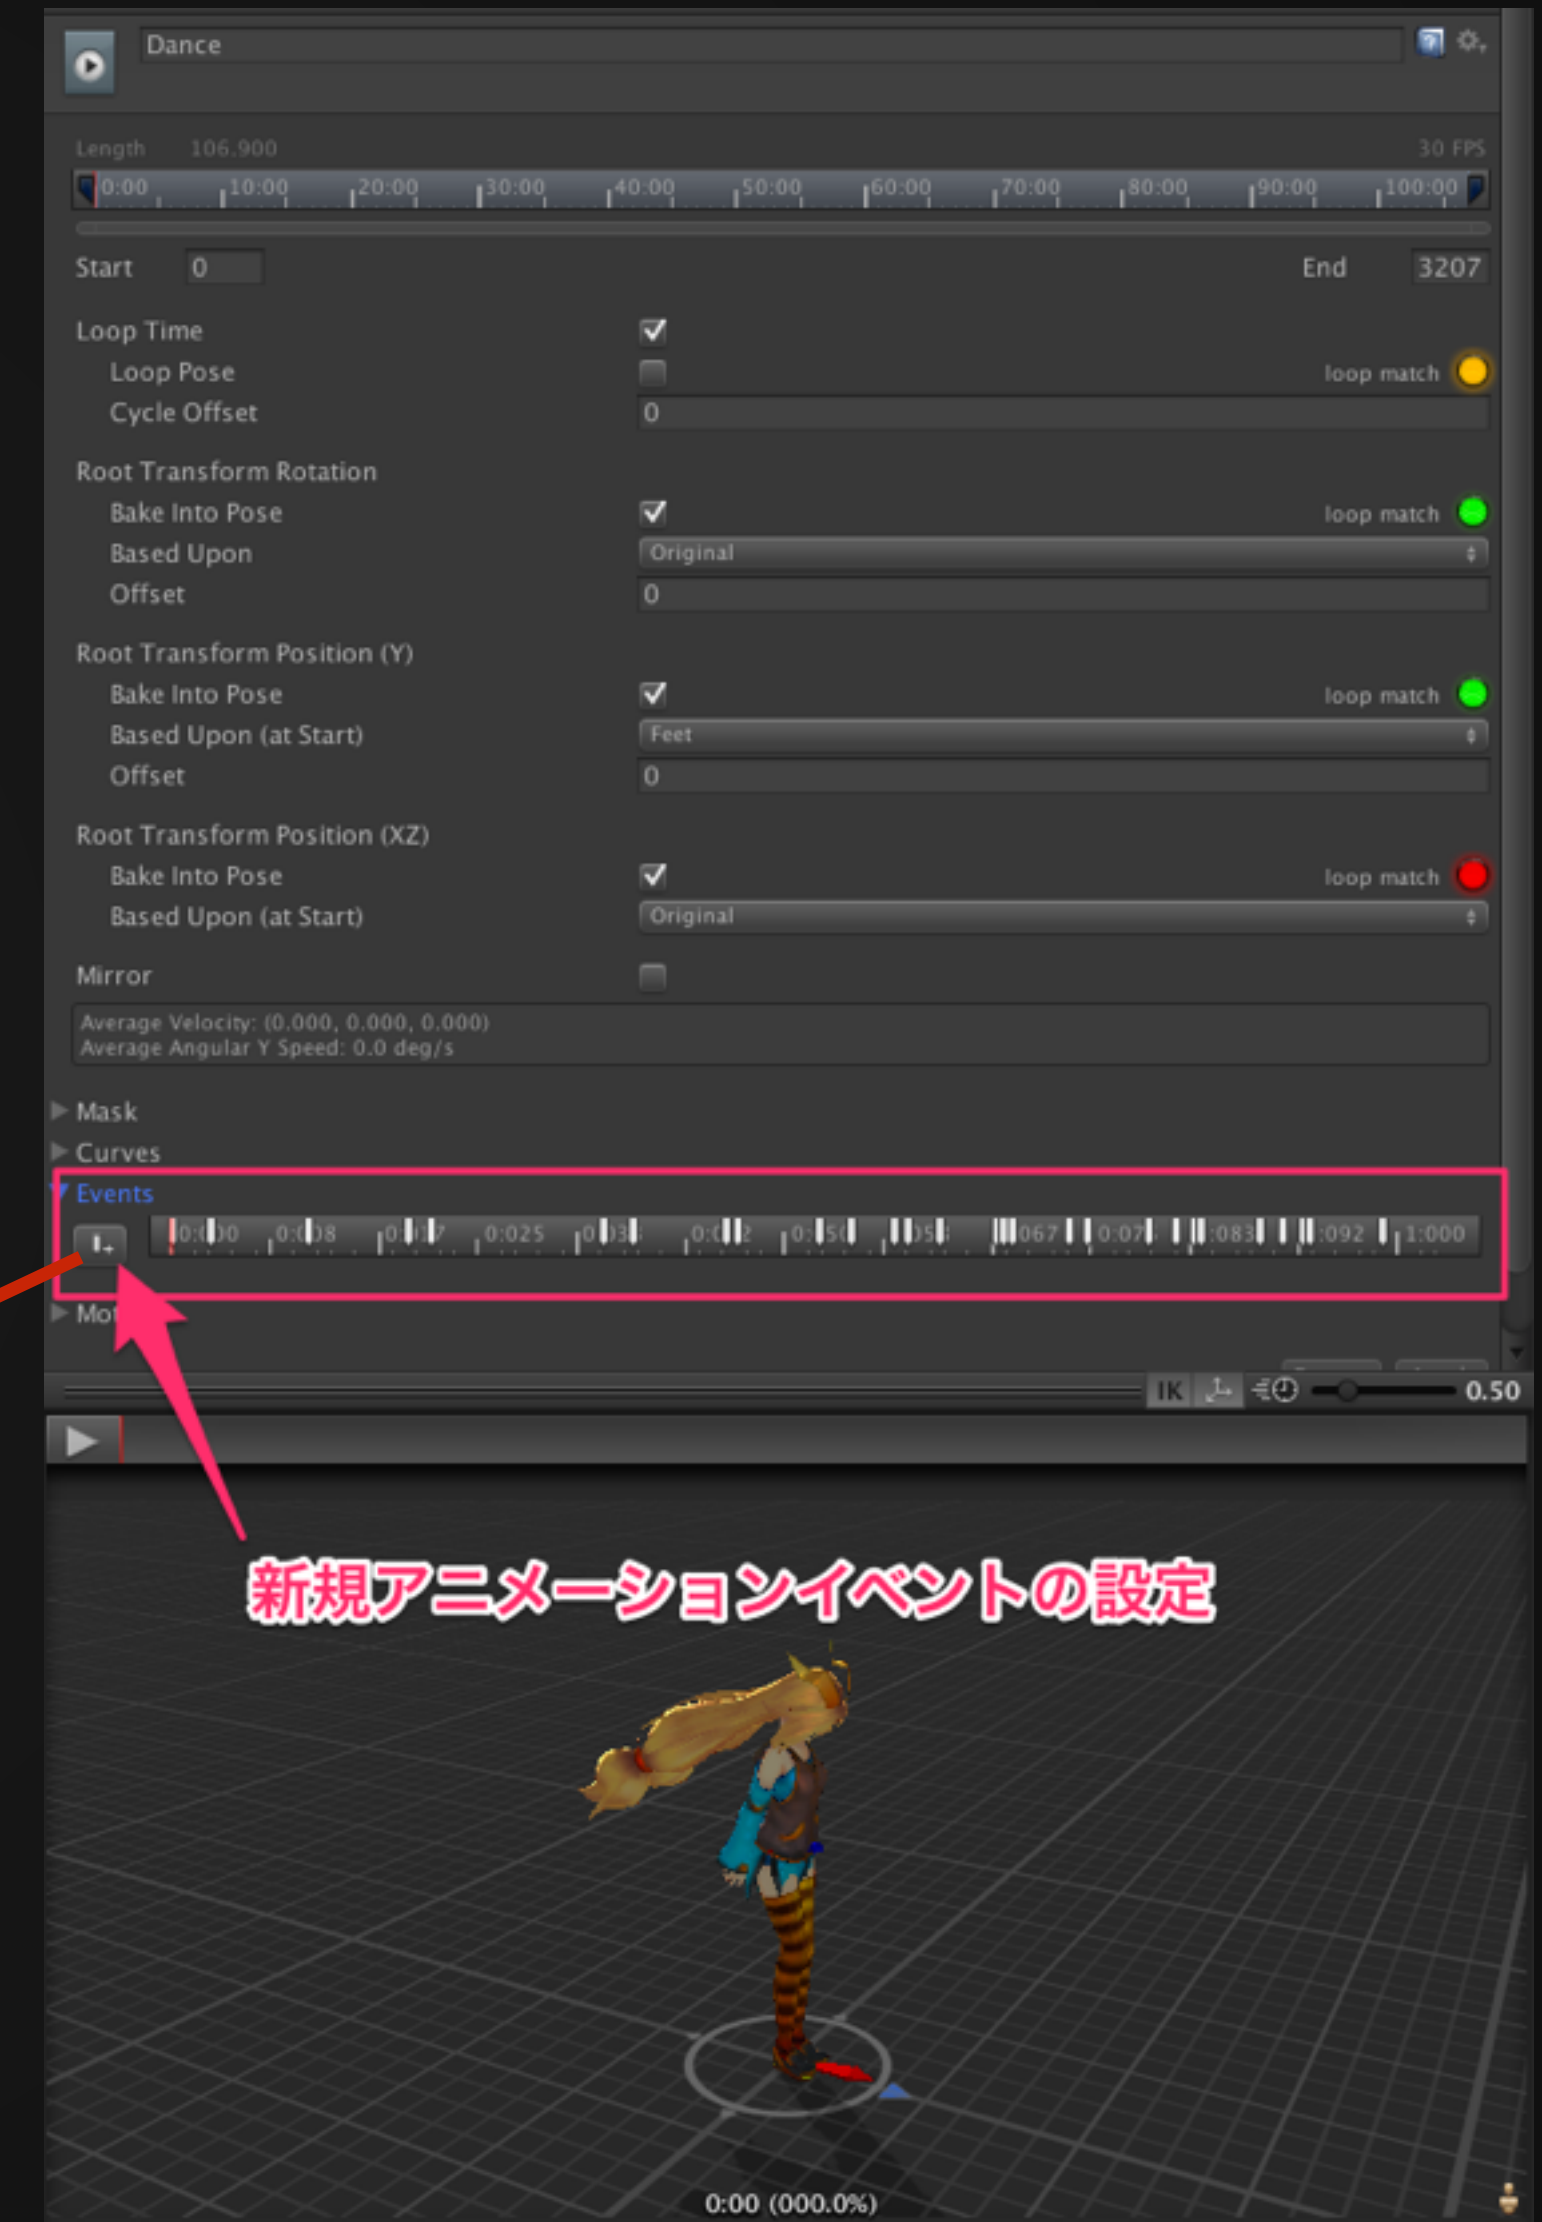 Dance
Length 106.900 30 FPS
0:00 10:00 20:00 30:00 40:00 50:00 60:00 70:00 80:00 90:00 100:00
Start 0 End 3207
Loop Time
Loop Pose loop match
Cycle Offset 0
Root Transform Rotation
Bake Into Pose loop match
Based Upon Original
Offset 0
Root Transform Position (Y)
Bake Into Pose loop match
Based Upon (at Start) Feet
Offset 0
Root Transform Position (XZ)
Bake Into Pose loop match
Based Upon (at Start) Original
Mirror
Average Velocity: (0.000, 0.000, 0.000)
Average Angular Y Speed: 0.0 deg/s
Mask
Curves
Events
0:025 1:000
IK 0.50
新規アニメーションイベントの設定
0:00 (000.0%)